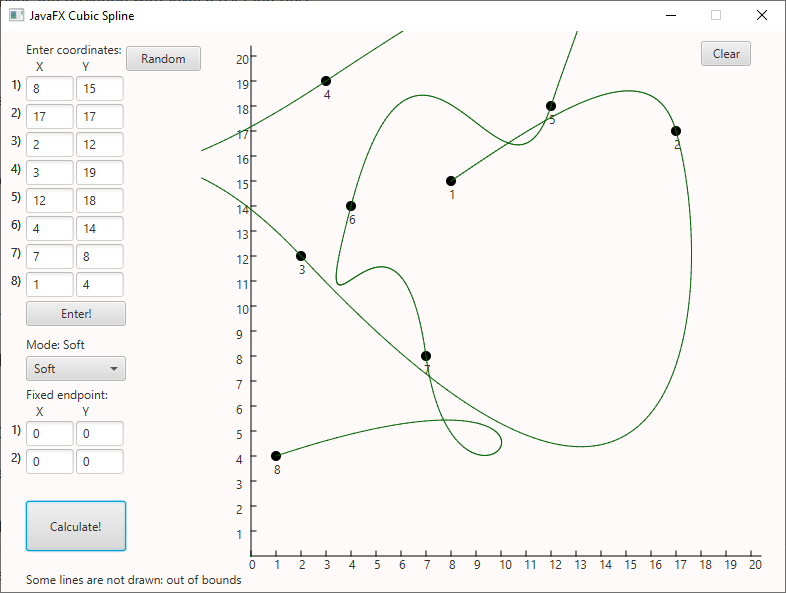 JavaFX Cubic Spline
Enter coordinates:
X Y
Random
Clear
1) 8 15
2) 17 17
3) 2 12
4) 3 19
5) 12 18
6) 4 14
7) 7 8
8) 1 4
Enter!
Mode: Soft
Soft
Fixed endpoint:
X Y
1) 0 0
2) 0 0
Calculate!
Some lines are not drawn: out of bounds
20
19
18
17
16
15
14
13
12
11
10
9
8
7
6
5
4
3
2
1
0 1 2 3 4 5 6 7 8 9 10 11 12 13 14 15 16 17 18 19 20
4
5
2
1
6
3
7
8